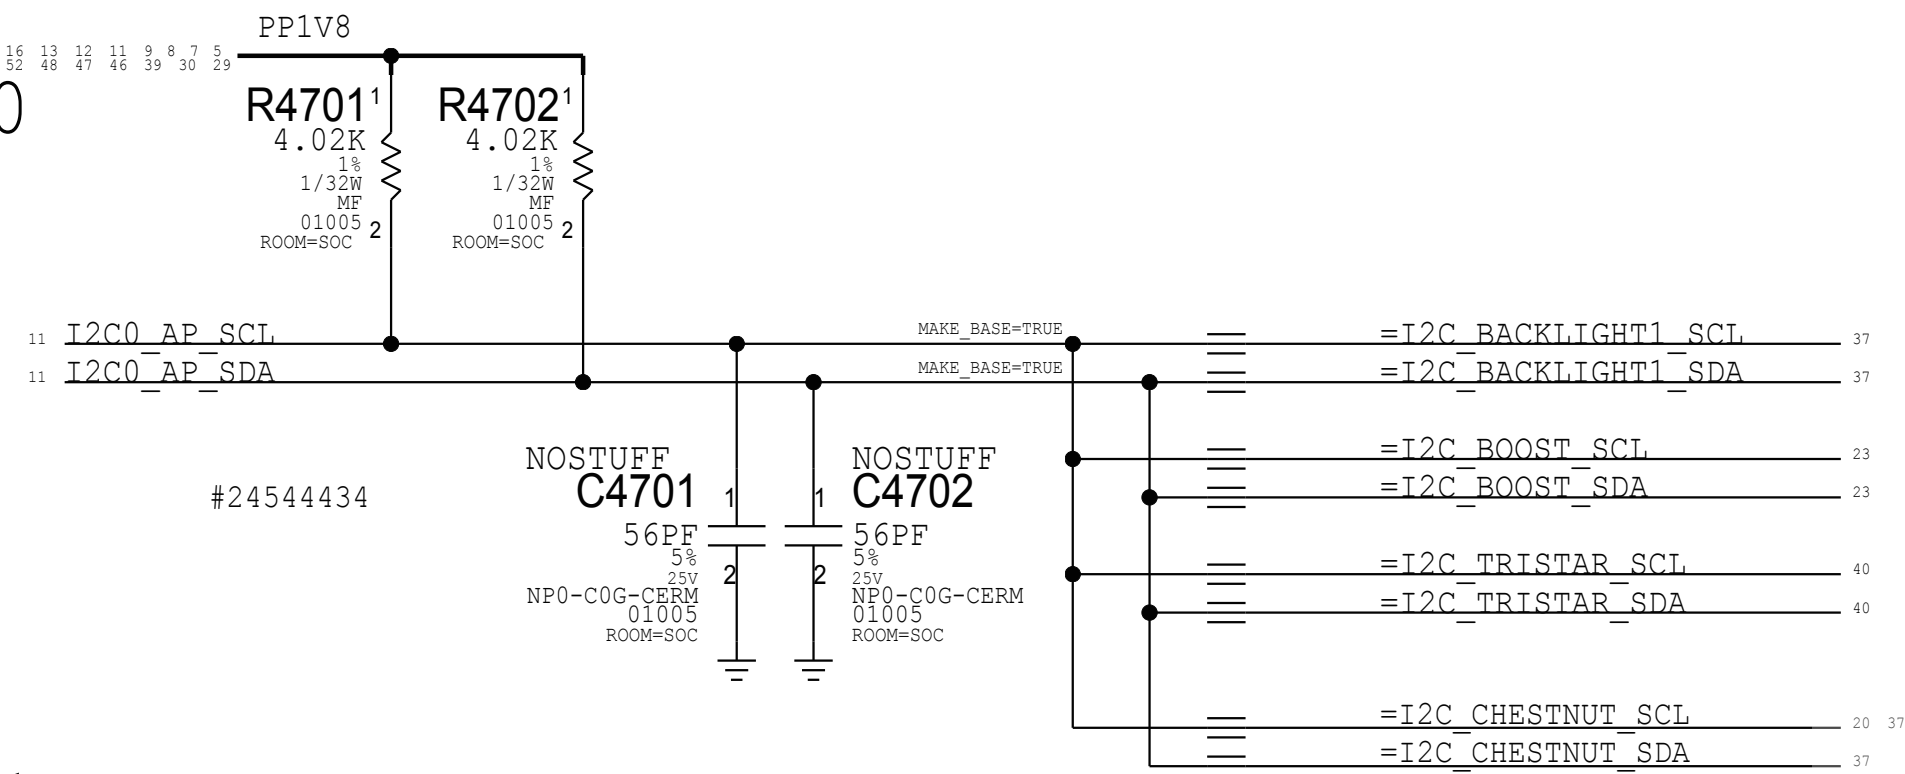 PP1V8
16 13 12 11 9 8 7 5
52 48 47 46 39 30 29
R4701 1
4.02K
1%
1/32W
MF
01005
2
ROOM=SOC
R4702 1
4.02K
1%
1/32W
MF
01005
2
ROOM=SOC
11 I2C0_AP_SCL
11 I2C0_AP_SDA
MAKE_BASE=TRUE
MAKE_BASE=TRUE
=I2C_BACKLIGHT1_SCL 37
=I2C_BACKLIGHT1_SDA 37
#24544434
NOSTUFF
C4701 1
56PF
5%
25V 2
NP0-C0G-CERM
01005
ROOM=SOC
NOSTUFF
1 C4702
56PF
5%
2 25V
NP0-C0G-CERM
01005
ROOM=SOC
=I2C_BOOST_SCL 23
=I2C_BOOST_SDA 23
=I2C_TRISTAR_SCL 40
=I2C_TRISTAR_SDA 40
=I2C_CHESTNUT_SCL 20 37
=I2C_CHESTNUT_SDA 37